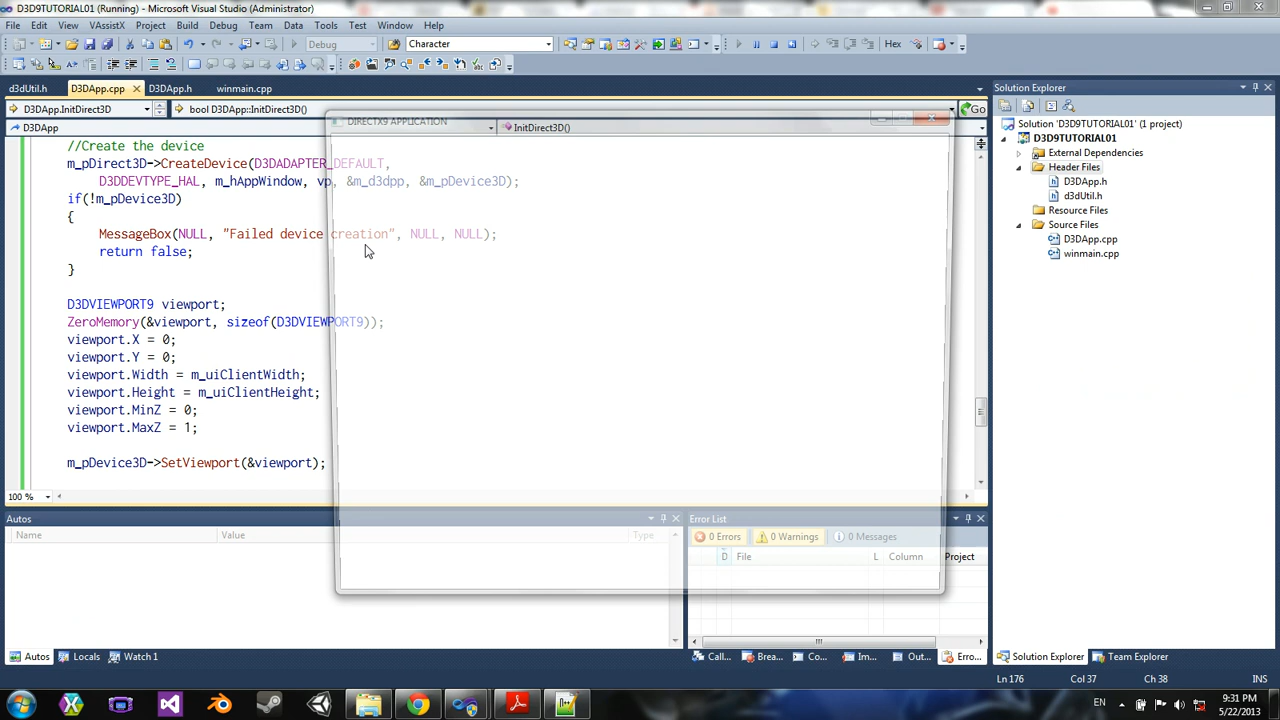 D3D9TUTORIAL01 (Running) - Microsoft Visual Studio (Administrator)
File Edit View VAssistX Project Build Debug Team Data Tools Test Window Help
Debug Character Hex
d3dUtil.h D3DApp.cpp D3DApp.h winmain.cpp
D3DApp.InitDirect3D bool D3DApp::InitDirect3D() Go
DIRECTX9 APPLICATION
D3DApp InitDirect3D()
//Create the device
m_pDirect3D->CreateDevice(D3DADAPTER_DEFAULT,
D3DDEVTYPE_HAL, m_hAppWindow, vp, &m_d3dpp, &m_pDevice3D);
if(!m_pDevice3D)
{
MessageBox(NULL, "Failed device creation", NULL, NULL);
return false;
}
D3DVIEWPORT9 viewport;
ZeroMemory(&viewport, sizeof(D3DVIEWPORT9));
viewport.X = 0;
viewport.Y = 0;
viewport.Width = m_uiClientWidth;
viewport.Height = m_uiClientHeight;
viewport.MinZ = 0;
viewport.MaxZ = 1;
m_pDevice3D->SetViewport(&viewport);
100 %
Solution Explorer
Solution 'D3D9TUTORIAL01' (1 project)
D3D9TUTORIAL01
External Dependencies
Header Files
D3DApp.h
d3dUtil.h
Resource Files
Source Files
D3DApp.cpp
winmain.cpp
Autos
Name Value Type
Error List
0 Errors 0 Warnings 0 Messages
D File L Column Project
Autos Locals Watch 1
Call... Brea... Co... Im... Out... Erro...
Solution Explorer Team Explorer
Ln 176 Col 37 Ch 38 INS
EN 9:31 PM
5/22/2013